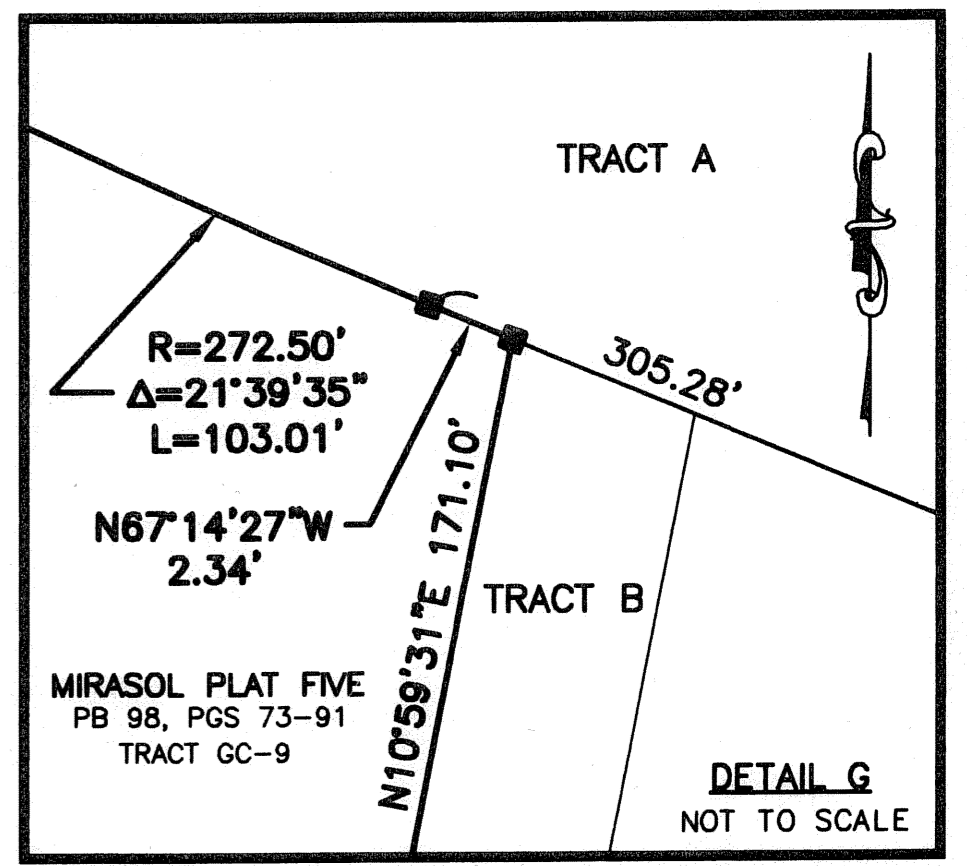 TRACT A
305.28'
R=272.50'
Δ=21°39'35"
L=103.01'
N67°14'27"W
2.34'
N10°59'31"E 171.10'
TRACT B
MIRASOL PLAT FIVE
PB 98, PGS 73-91
TRACT GC-9
DETAIL G
NOT TO SCALE